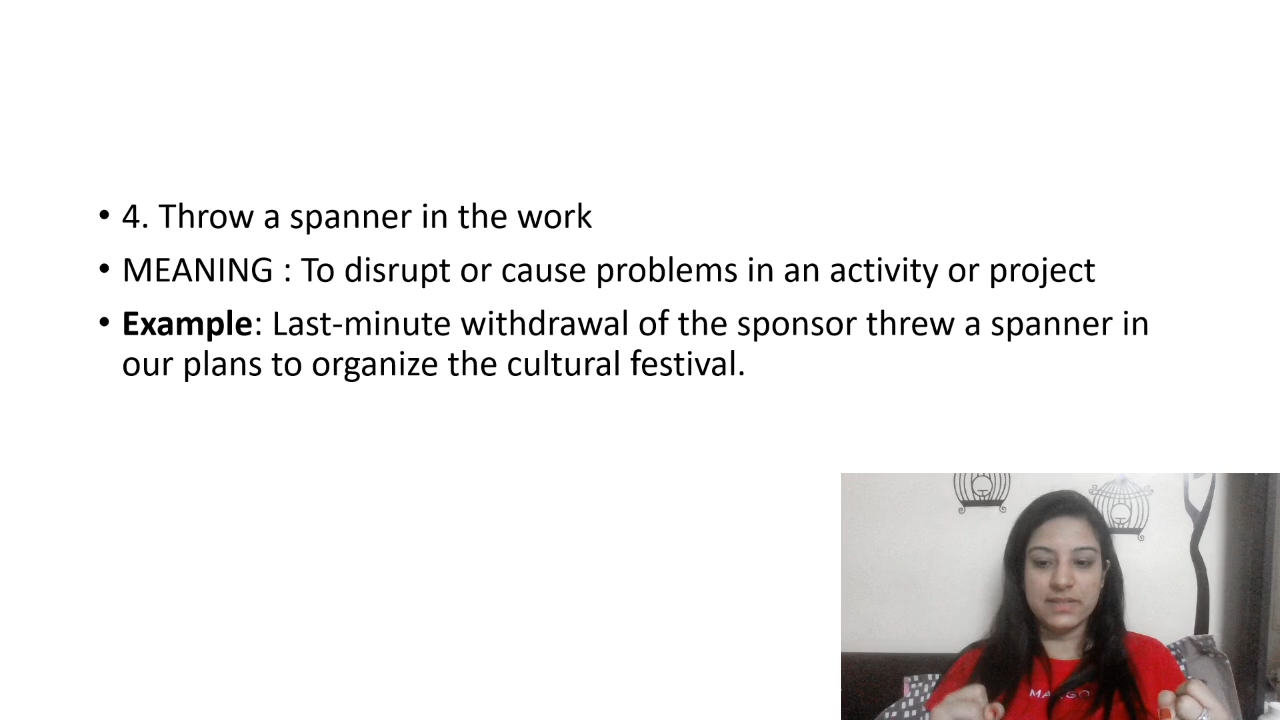 • 4. Throw a spanner in the work
• MEANING : To disrupt or cause problems in an activity or project
• Example: Last-minute withdrawal of the sponsor threw a spanner in
our plans to organize the cultural festival.